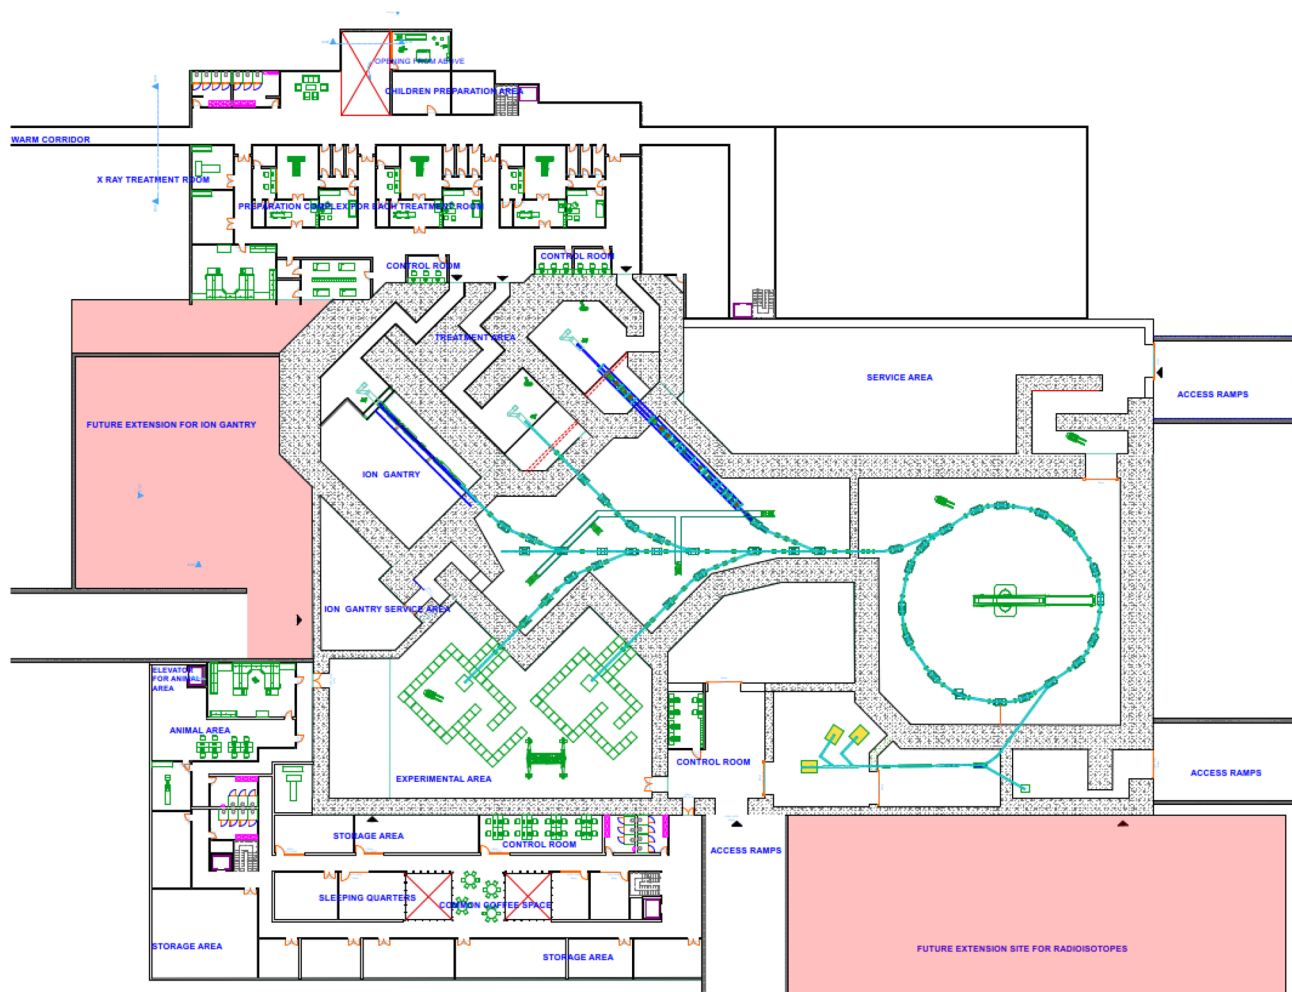 OPENING FROM ABOVE
CHILDREN PREPARATION AREA
WARM CORRIDOR
X RAY TREATMENT ROOM
PREPARATION COMPLEX FOR EACH TREATMENT ROOM
CONTROL ROOM
CONTROL ROOM
TREATMENT AREA
SERVICE AREA
ACCESS RAMPS
FUTURE EXTENSION FOR ION GANTRY
ION GANTRY
ION GANTRY SERVICE AREA
ELEVATOR
FOR ANIMAL
AREA
ANIMAL AREA
EXPERIMENTAL AREA
CONTROL ROOM
ACCESS RAMPS
STORAGE AREA
CONTROL ROOM
ACCESS RAMPS
SLEEPING QUARTERS
COMMON COFFEE SPACE
STORAGE AREA
STORAGE AREA
FUTURE EXTENSION SITE FOR RADIOISOTOPES